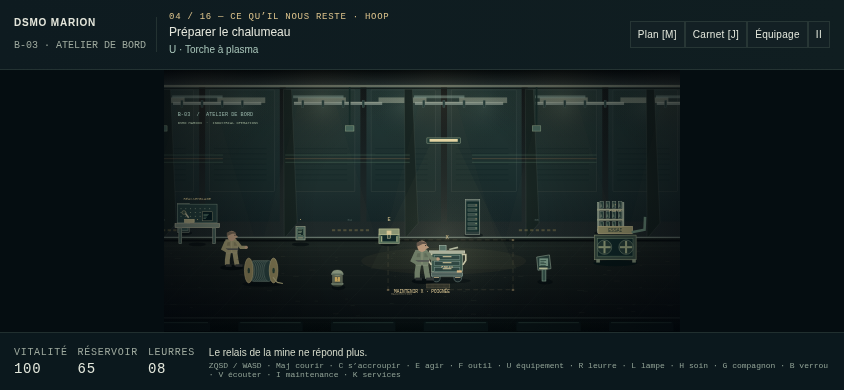 DSMO MARION
B-03 · ATELIER DE BORD
04 / 16 — CE QU'IL NOUS RESTE · HOOP
Préparer le chalumeau
U · Torche à plasma
Plan [M]
Carnet [J]
Équipage
II
B-03 / ATELIER DE BORD
E
MAINTENIR S · POIGNÉE
VITALITÉ
100
RÉSERVOIR
65
LEURRES
08
Le relais de la mine ne répond plus.
ZQSD / WASD · Maj courir · C s'accroupir · E agir · F outil · U équipement · R leurre · L lampe · H soin · G compagnon · B verrou
· V écouter · I maintenance · K services